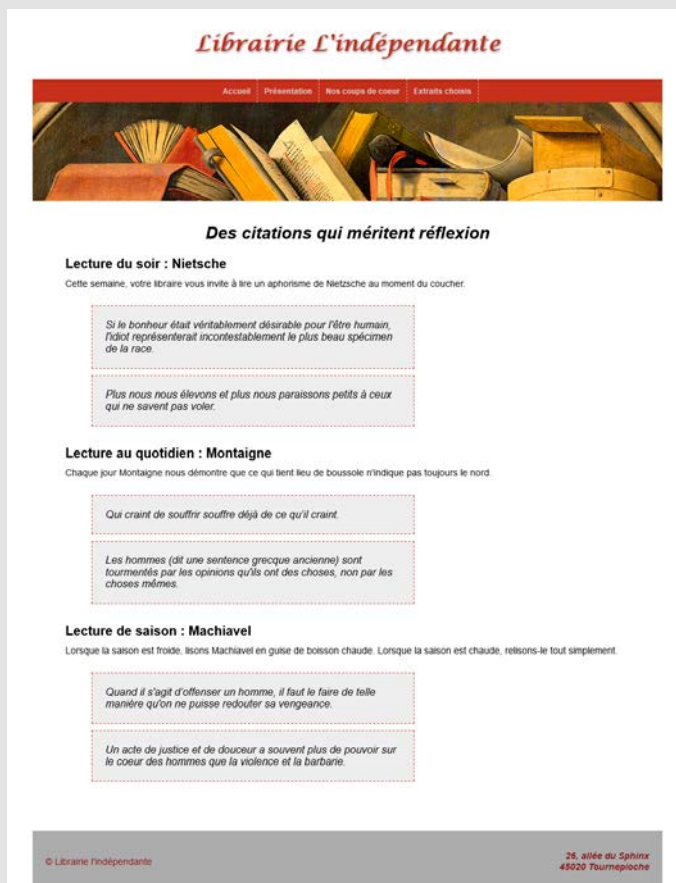 Librairie L'indépendante
Accueil Présentation Nos coups de coeur Extraits choisis
Des citations qui méritent réflexion
Lecture du soir : Nietsche
Cette semaine, votre libraire vous invite à lire un aphorisme de Nietzsche au moment du coucher.
Si le bonheur était véritablement désirable pour l'être humain,
l'idiot représenterait incontestablement le plus beau spécimen
de la race.
Plus nous nous élevons et plus nous paraissons petits à ceux
qui ne savent pas voler.
Lecture au quotidien : Montaigne
Chaque jour Montaigne nous démontre que ce qui tient lieu de boussole n'indique pas toujours le nord.
Qui craint de souffrir souffre déjà de ce qu'il craint.
Les hommes (dit une sentence grecque ancienne) sont
tourmentés par les opinions qu'ils ont des choses, non par les
choses mêmes.
Lecture de saison : Machiavel
Lorsque la saison est froide, lisons Machiavel en guise de boisson chaude. Lorsque la saison est chaude, relisons-le tout simplement.
Quand il s'agit d'offenser un homme, il faut le faire de telle
manière qu'on ne puisse redouter sa vengeance.
Un acte de justice et de douceur a souvent plus de pouvoir sur
le coeur des hommes que la violence et la barbarie.
© Librairie l'indépendante
26, allée du Sphinx
45020 Tournepioche